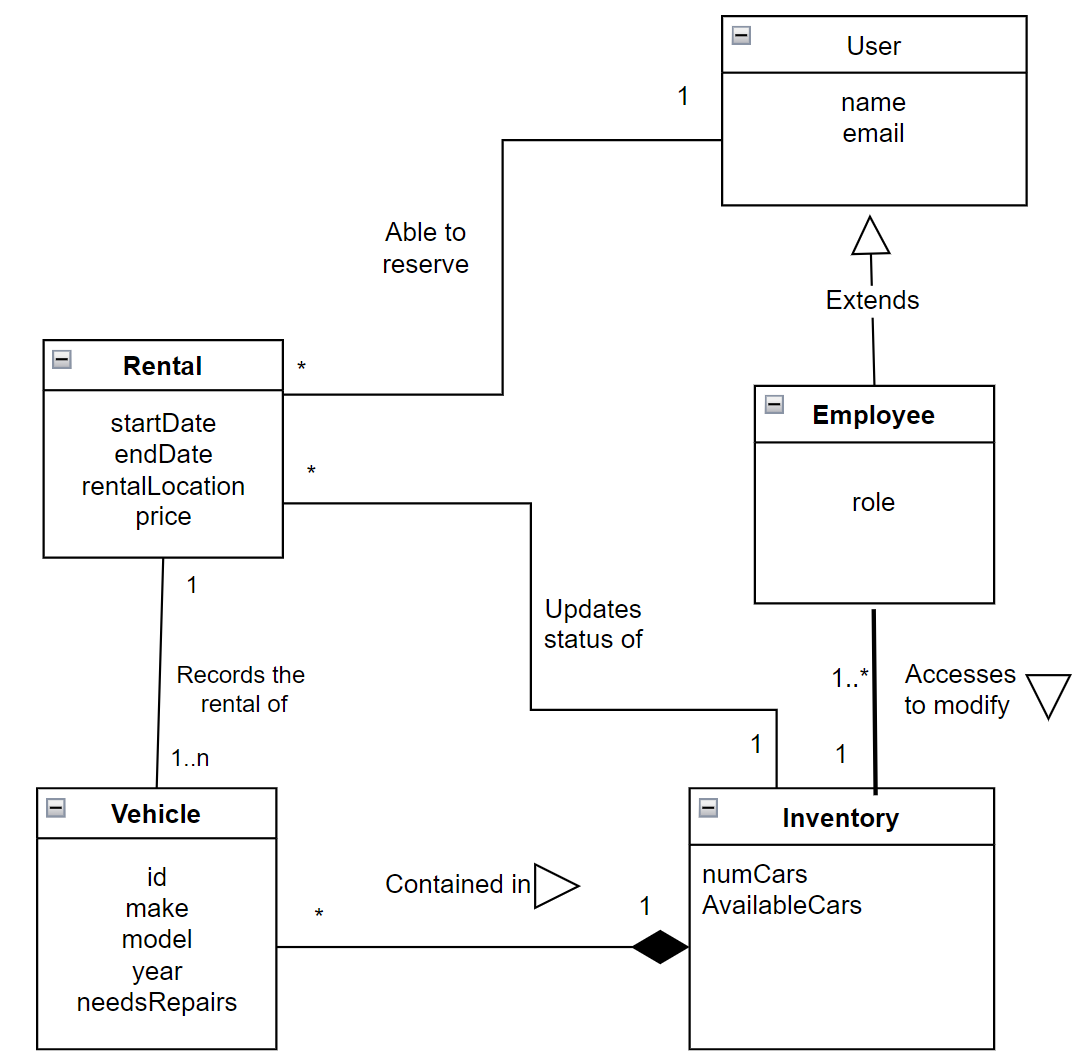 User
name
email
1
Able to
reserve
*
Extends
Rental
startDate
endDate
rentalLocation
price
*
Employee
role
1
Records the
rental of
1..n
Updates
status of
1
1..*
Accesses
to modify
1
Vehicle
id
make
model
year
needsRepairs
*
Contained in
1
Inventory
numCars
AvailableCars